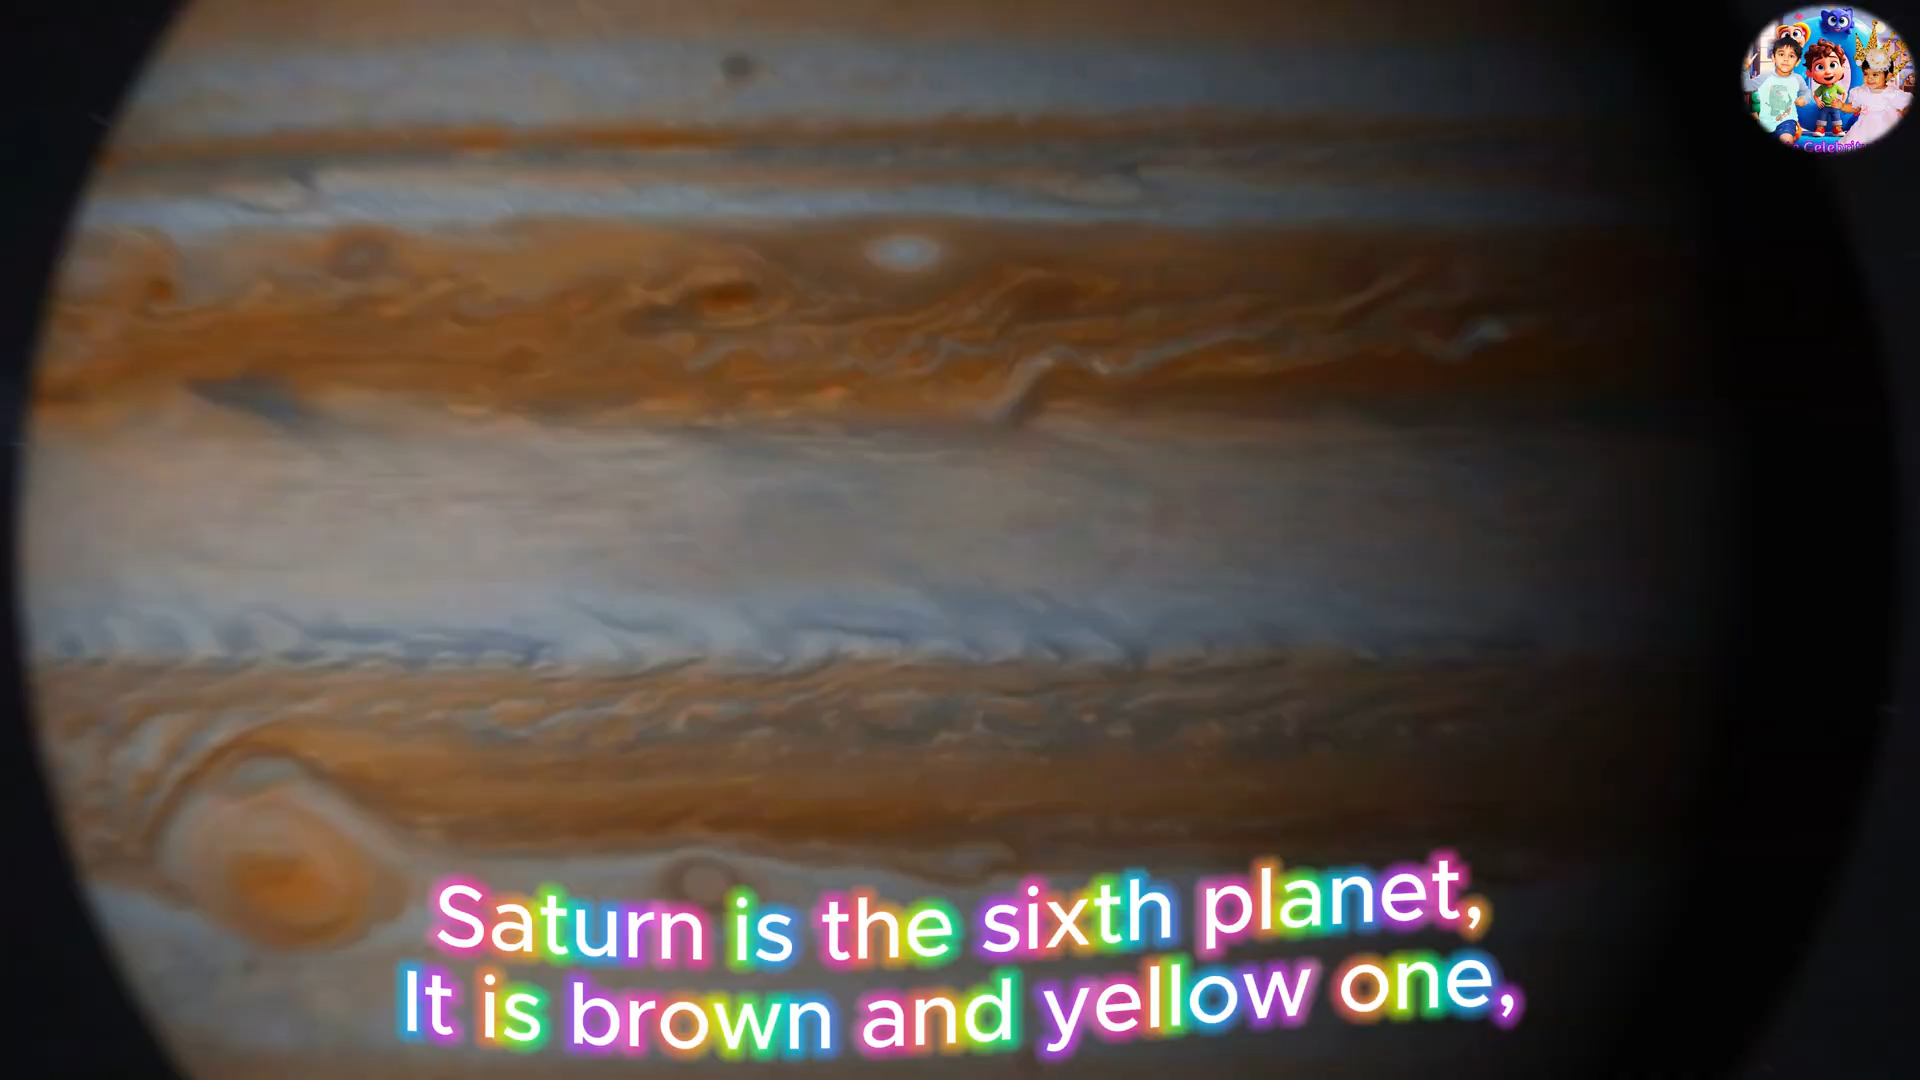 Saturn is the sixth planet,
It is brown and yellow one,